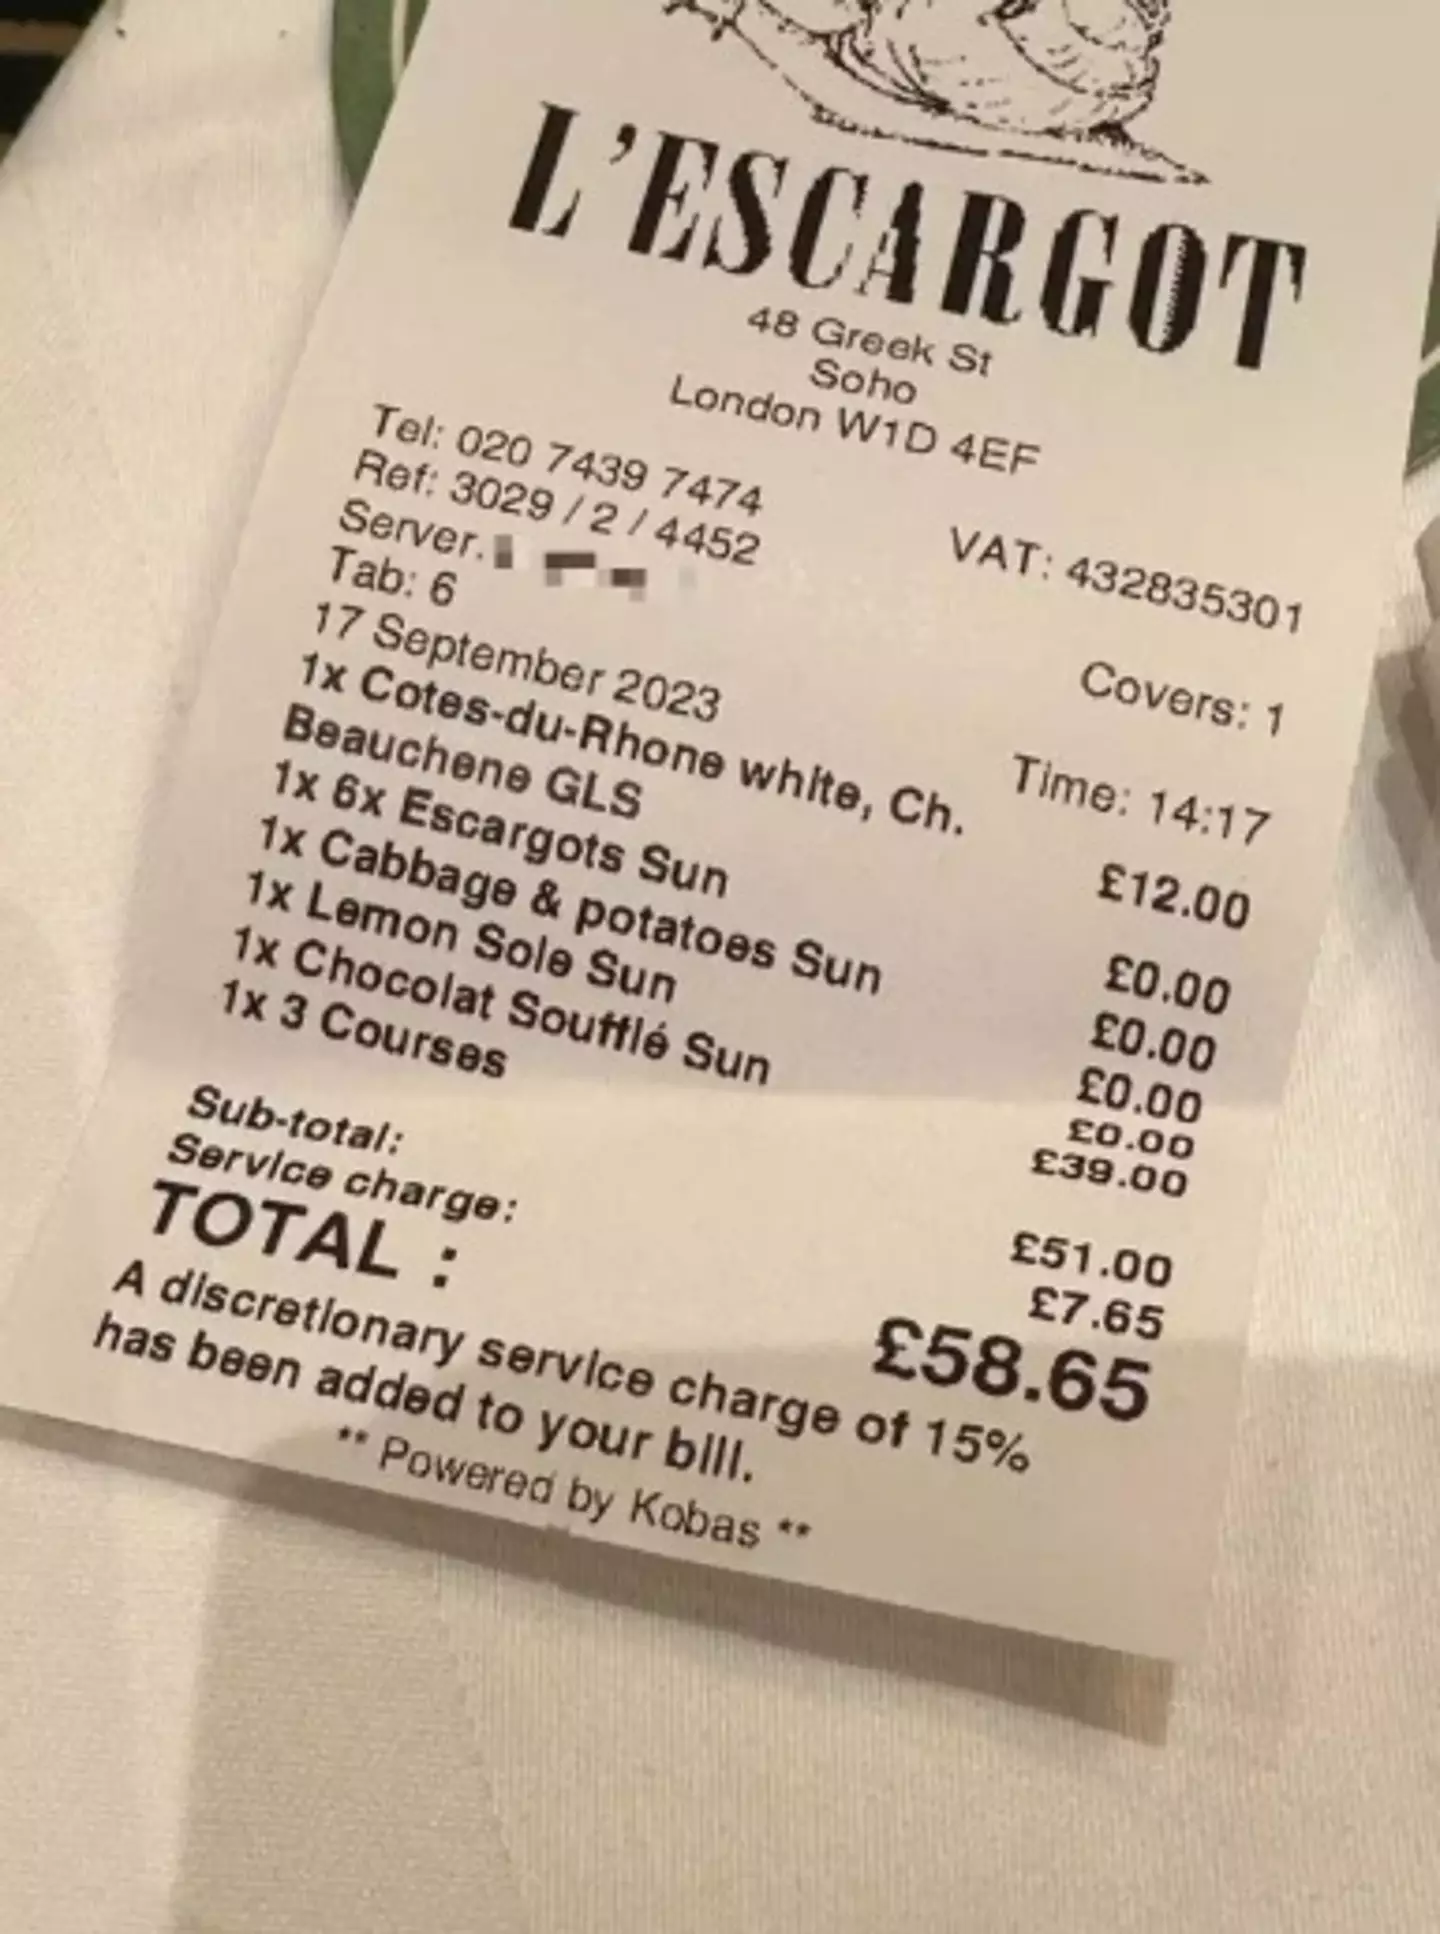 L'ESCARGOT
48 Greek St
Soho
London W1D 4EF
Tel: 020 7439 7474 VAT: 432835301
Ref: 3029 / 2 / 4452
Server.
Tab: 6 Covers: 1
17 September 2023 Time: 14:17
1x Cotes-du-Rhone white, Ch.
Beauchene GLS £12.00
1x 6x Escargots Sun £0.00
1x Cabbage & potatoes Sun £0.00
1x Lemon Sole Sun £0.00
1x Chocolat Soufflé Sun £0.00
1x 3 Courses £39.00
Sub-total: £51.00
Service charge: £7.65
TOTAL : £58.65
A discretionary service charge of 15%
has been added to your bill.
** Powered by Kobas **